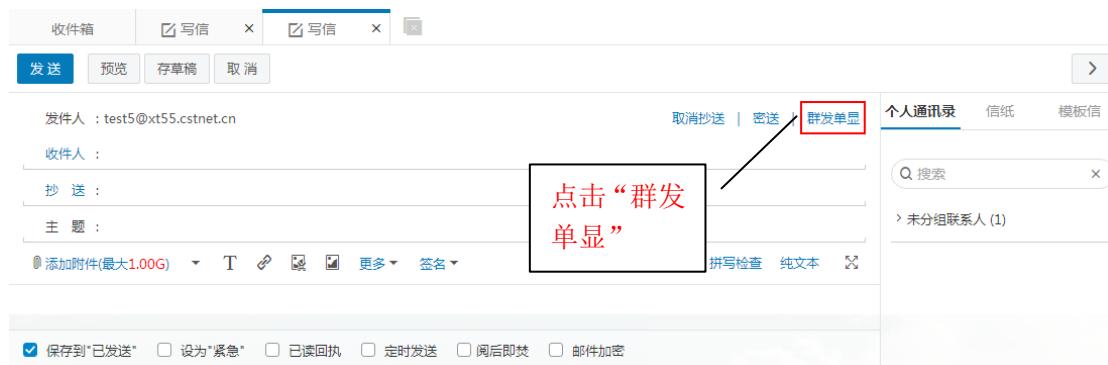 收件箱 写信 × 写信 ×
发送 预览 存草稿 取消
发件人 ：test5@xt55.cstnet.cn 取消抄送 | 密送 | 群发单显
收件人 ：
抄 送 ：
主 题 ：
添加附件(最大1.00G) T 更多 签名 拼写检查 纯文本
点击“群发
单显”
个人通讯录 信纸 模板信
搜索 ×
未分组联系人 (1)
保存到"已发送" 设为"紧急" 已读回执 定时发送 阅后即焚 邮件加密